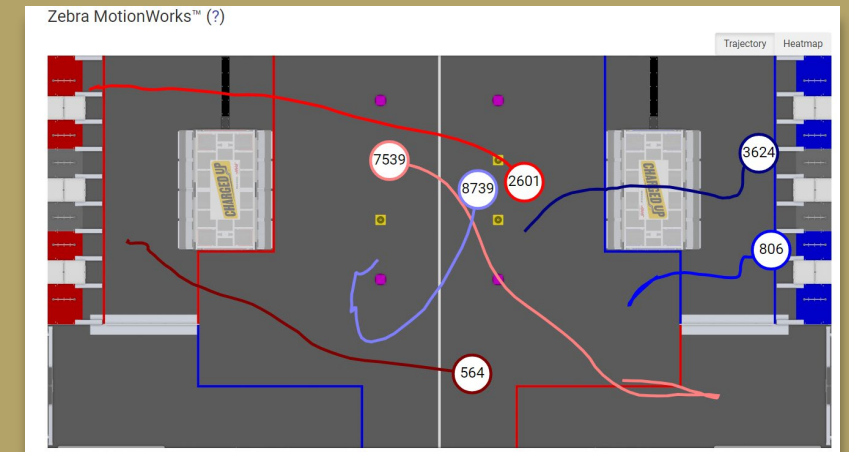 Zebra MotionWorks™ (?)
Trajectory Heatmap
7539
8739
2601
3624
806
564
CHARGED UP
CHARGED UP